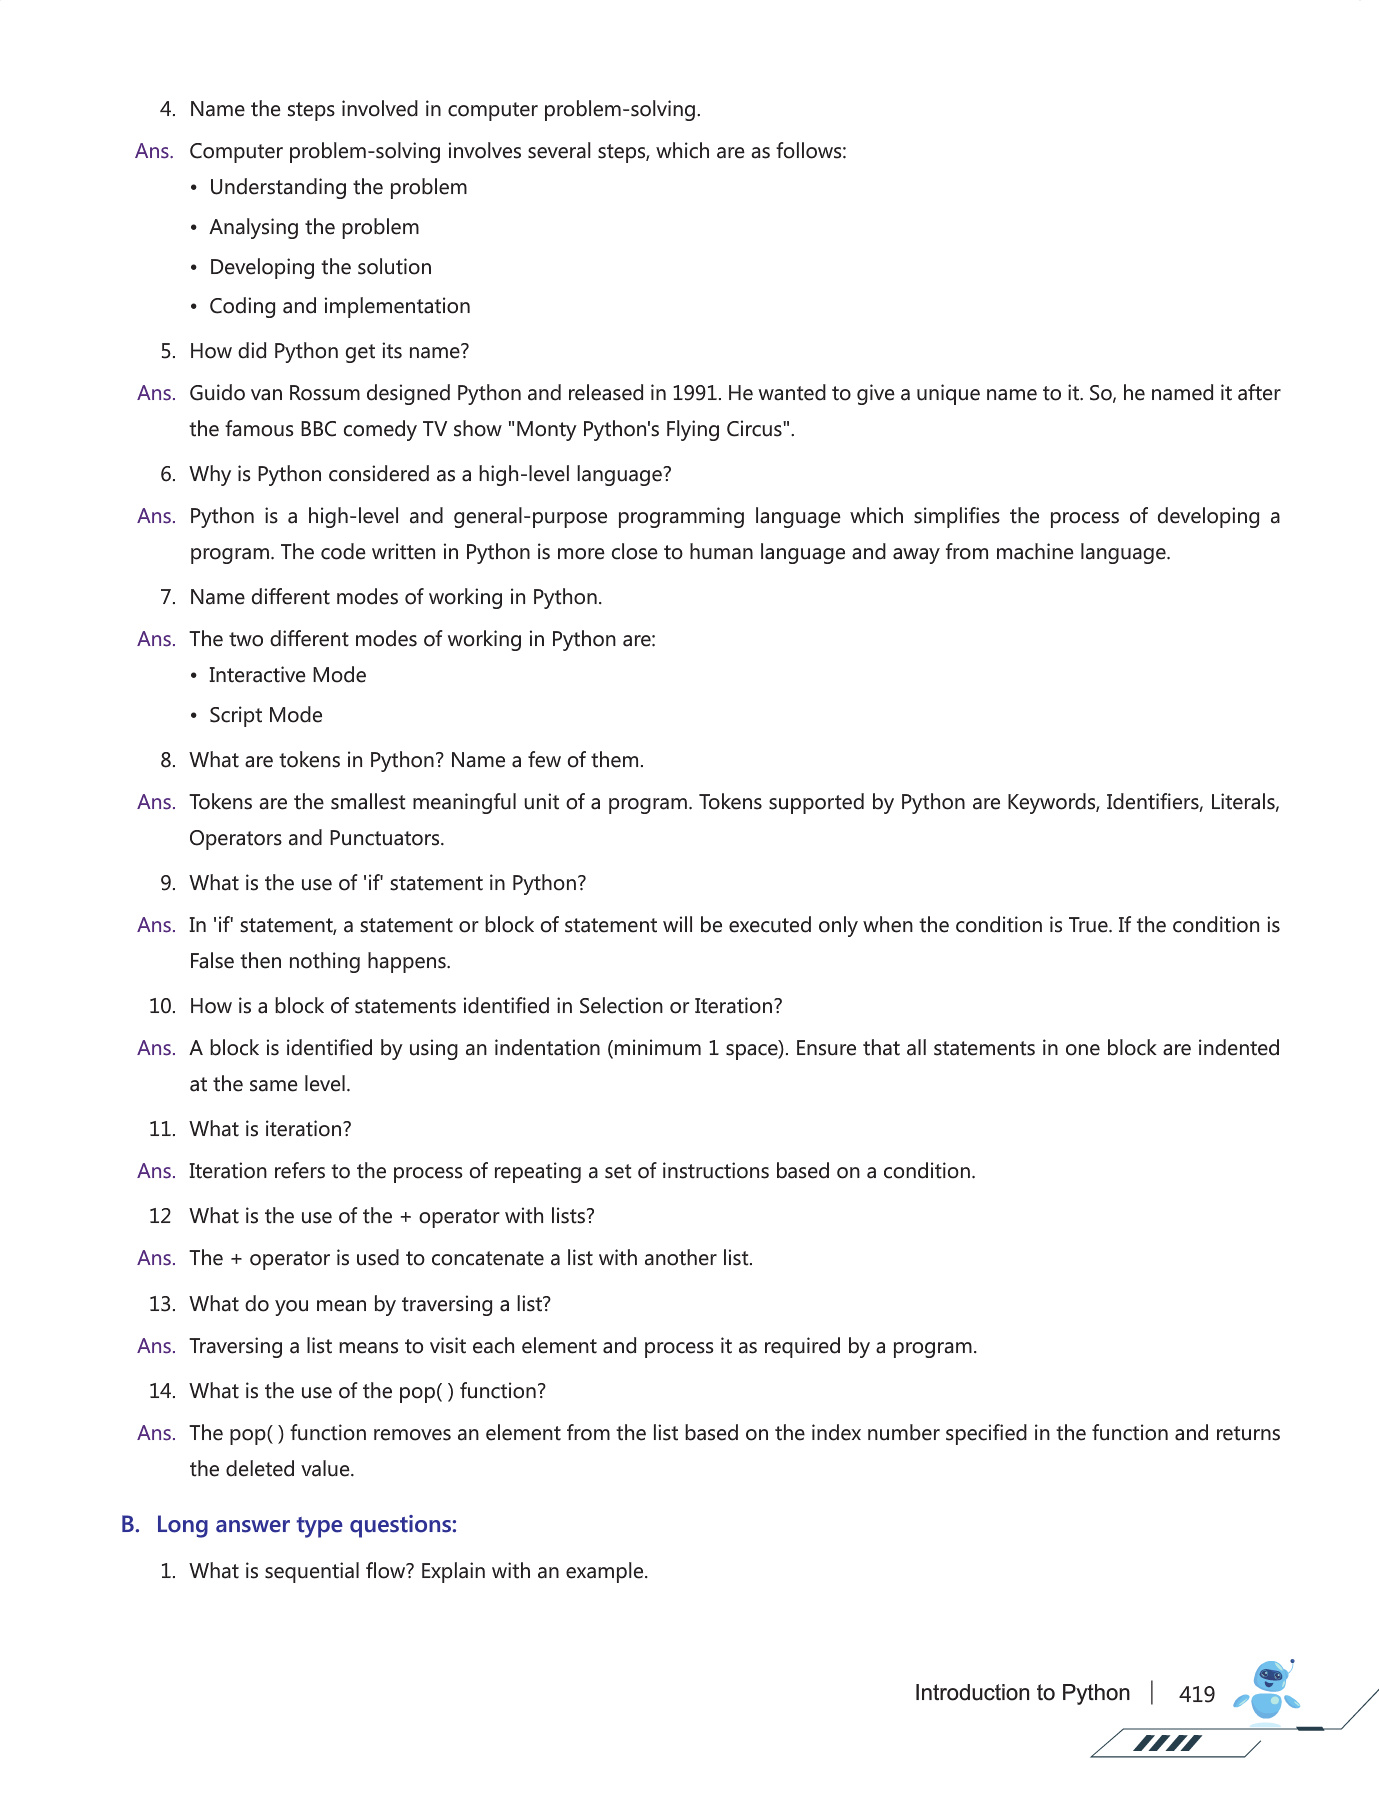 4. Name the steps involved in computer problem-solving.
Ans. Computer problem-solving involves several steps, which are as follows:
• Understanding the problem
• Analysing the problem
• Developing the solution
• Coding and implementation
5. How did Python get its name?
Ans. Guido van Rossum designed Python and released in 1991. He wanted to give a unique name to it. So, he named it after
the famous BBC comedy TV show "Monty Python's Flying Circus".
6. Why is Python considered as a high-level language?
Ans. Python is a high-level and general-purpose programming language which simplifies the process of developing a
program. The code written in Python is more close to human language and away from machine language.
7. Name different modes of working in Python.
Ans. The two different modes of working in Python are:
• Interactive Mode
• Script Mode
8. What are tokens in Python? Name a few of them.
Ans. Tokens are the smallest meaningful unit of a program. Tokens supported by Python are Keywords, Identifiers, Literals,
Operators and Punctuators.
9. What is the use of 'if' statement in Python?
Ans. In 'if' statement, a statement or block of statement will be executed only when the condition is True. If the condition is
False then nothing happens.
10. How is a block of statements identified in Selection or Iteration?
Ans. A block is identified by using an indentation (minimum 1 space). Ensure that all statements in one block are indented
at the same level.
11. What is iteration?
Ans. Iteration refers to the process of repeating a set of instructions based on a condition.
12 What is the use of the + operator with lists?
Ans. The + operator is used to concatenate a list with another list.
13. What do you mean by traversing a list?
Ans. Traversing a list means to visit each element and process it as required by a program.
14. What is the use of the pop( ) function?
Ans. The pop( ) function removes an element from the list based on the index number specified in the function and returns
the deleted value.
B. Long answer type questions:
1. What is sequential flow? Explain with an example.
Introduction to Python | 419